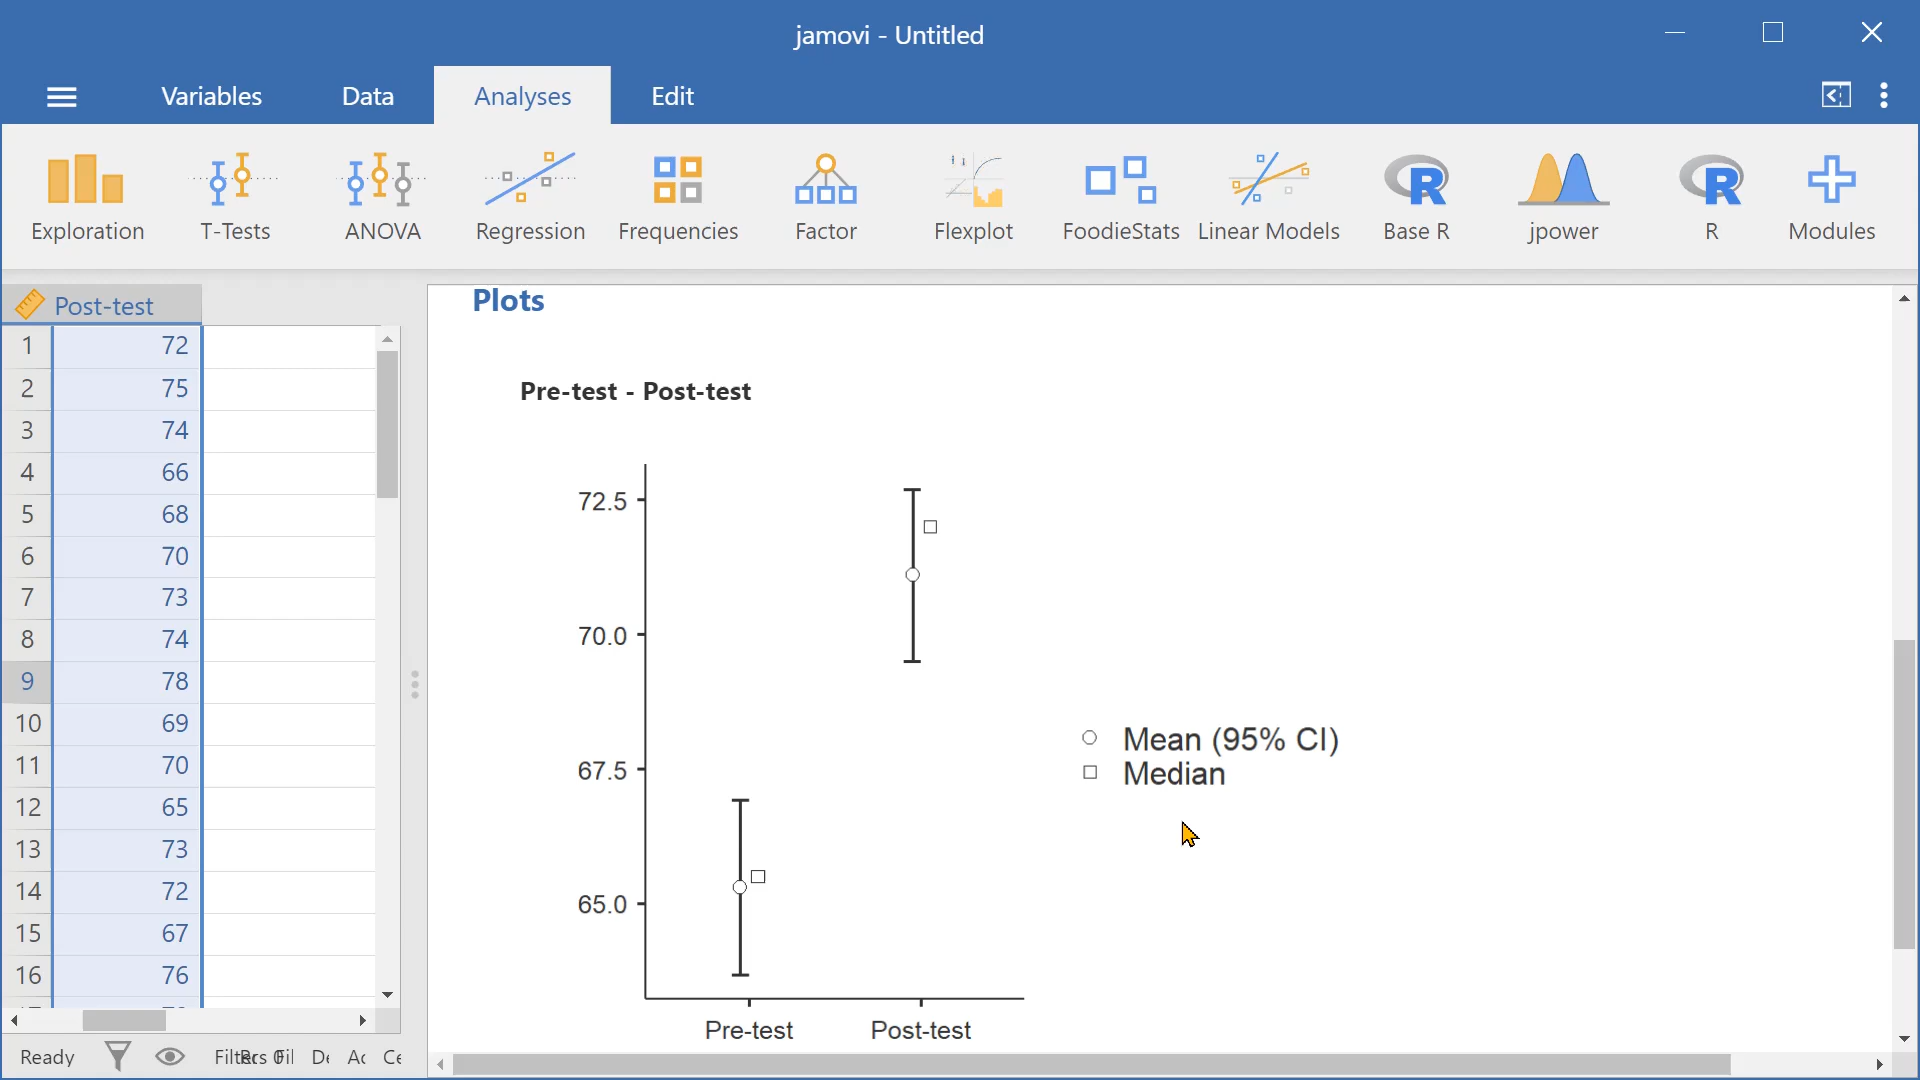 jamovi - Untitled
Variables Data Analyses Edit
Exploration T-Tests ANOVA Regression Frequencies Factor Flexplot FoodieStats Linear Models Base R jpower R Modules
Post-test
1 72
2 75
3 74
4 66
5 68
6 70
7 73
8 74
9 78
10 69
11 70
12 65
13 73
14 72
15 67
16 76
Plots
Pre-test - Post-test
72.5
70.0
67.5
65.0
Mean (95% CI)
Median
Pre-test Post-test
Ready